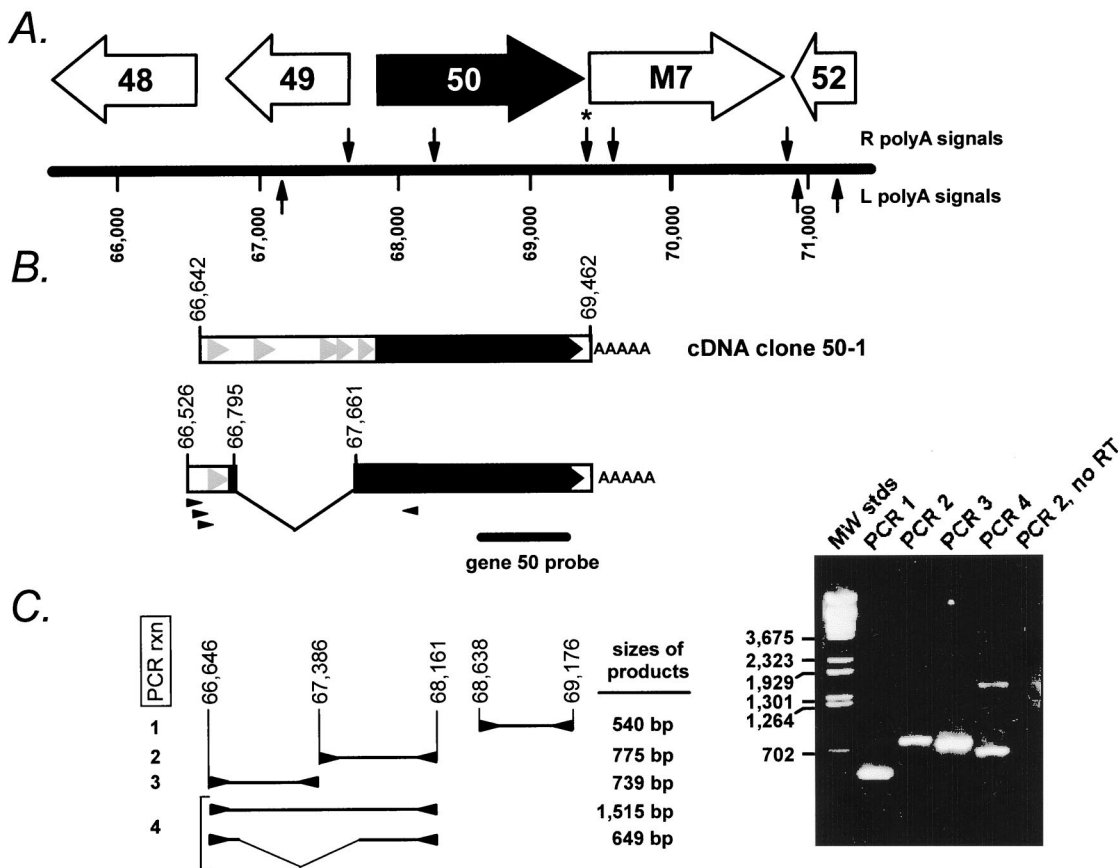 A.
48
49
50
M7
52
*
R polyA signals
L polyA signals
66,000
67,000
68,000
69,000
70,000
71,000
B.
66,642
69,462
AAAAA
cDNA clone 50-1
66,526
66,795
67,661
AAAAA
gene 50 probe
C.
PCR rxn
66,646
67,386
68,161
68,638
69,176
sizes of
products
1
540 bp
2
775 bp
3
739 bp
4
1,515 bp
649 bp
MW stds
PCR 1
PCR 2
PCR 3
PCR 4
PCR 2, no RT
3,675
2,323
1,929
1,301
1,264
702